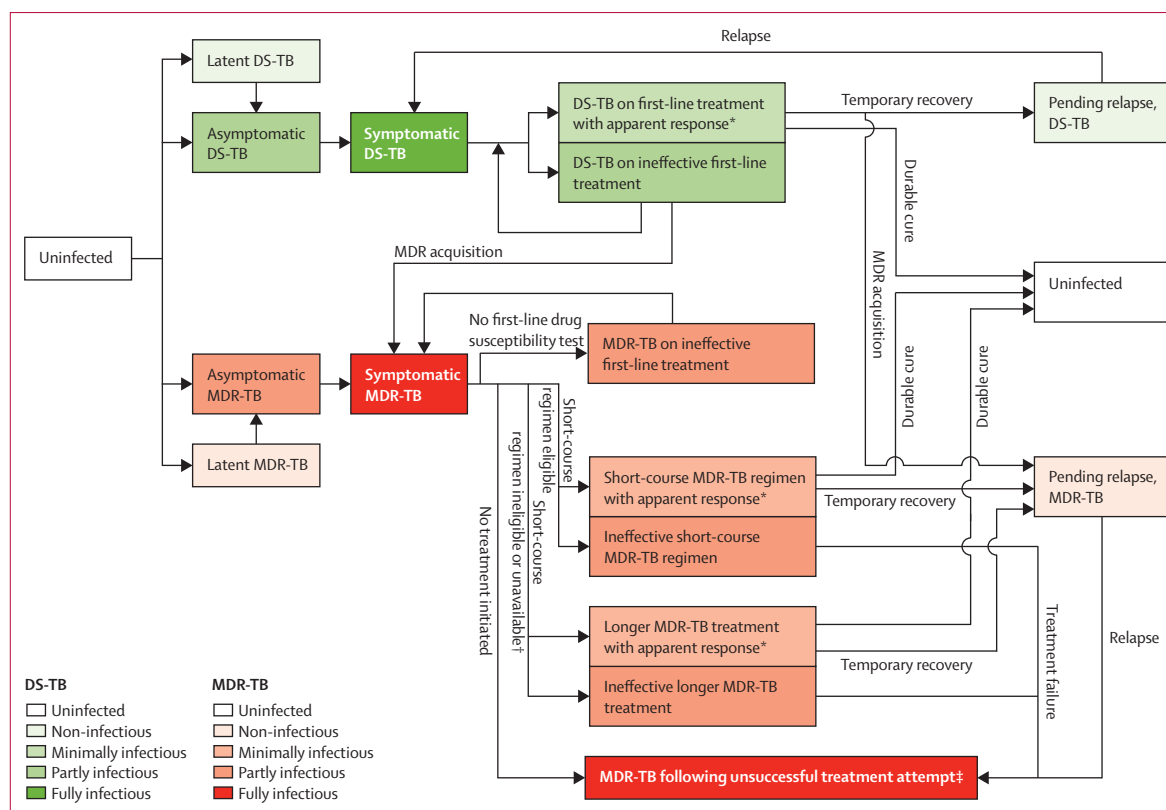 Relapse
Latent DS-TB
Asymptomatic
DS-TB
Symptomatic
DS-TB
DS-TB on first-line treatment
with apparent response*
DS-TB on ineffective first-line
treatment
Temporary recovery
Pending relapse,
DS-TB
Durable cure
MDR acquisition
Uninfected
MDR acquisition
Uninfected
No first-line drug
susceptibility test
MDR-TB on ineffective
first-line treatment
Asymptomatic
MDR-TB
Symptomatic
MDR-TB
Latent MDR-TB
Durable cure
Durable cure
Short-course
regimen eligible
Short-course
regimen ineligible or unavailable†
No treatment initiated
Short-course MDR-TB regimen
with apparent response*
Ineffective short-course
MDR-TB regimen
Temporary recovery
Pending relapse,
MDR-TB
Longer MDR-TB treatment
with apparent response*
Ineffective longer MDR-TB
treatment
Temporary recovery
Treatment failure
Relapse
MDR-TB following unsuccessful treatment attempt‡
DS-TB
Uninfected
Non-infectious
Minimally infectious
Partly infectious
Fully infectious
MDR-TB
Uninfected
Non-infectious
Minimally infectious
Partly infectious
Fully infectious